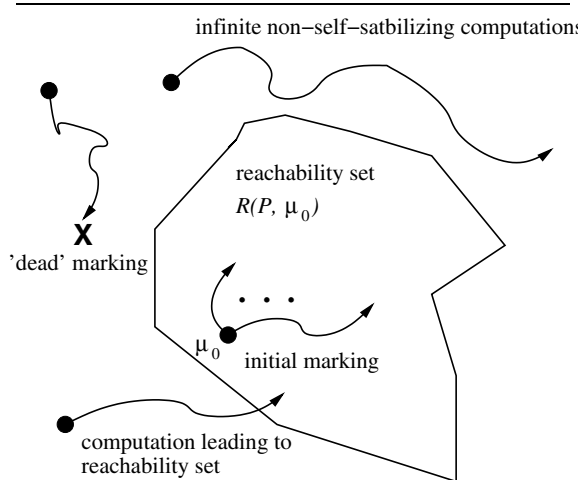 infinite non−self−satbilizing computations
reachability set
R(P, μ0)
X
'dead' marking
. . .
μ0
initial marking
computation leading to
reachability set